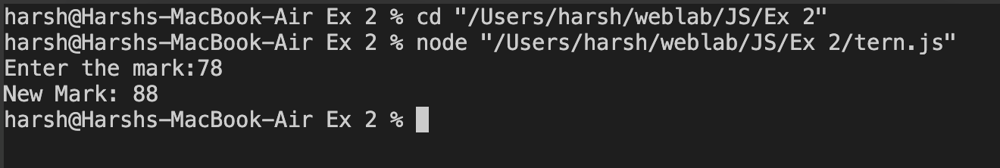 harsh@Harshs-MacBook-Air Ex 2 % cd "/Users/harsh/weblab/JS/Ex 2"
harsh@Harshs-MacBook-Air Ex 2 % node "/Users/harsh/weblab/JS/Ex 2/tern.js"
Enter the mark:78
New Mark: 88
harsh@Harshs-MacBook-Air Ex 2 %